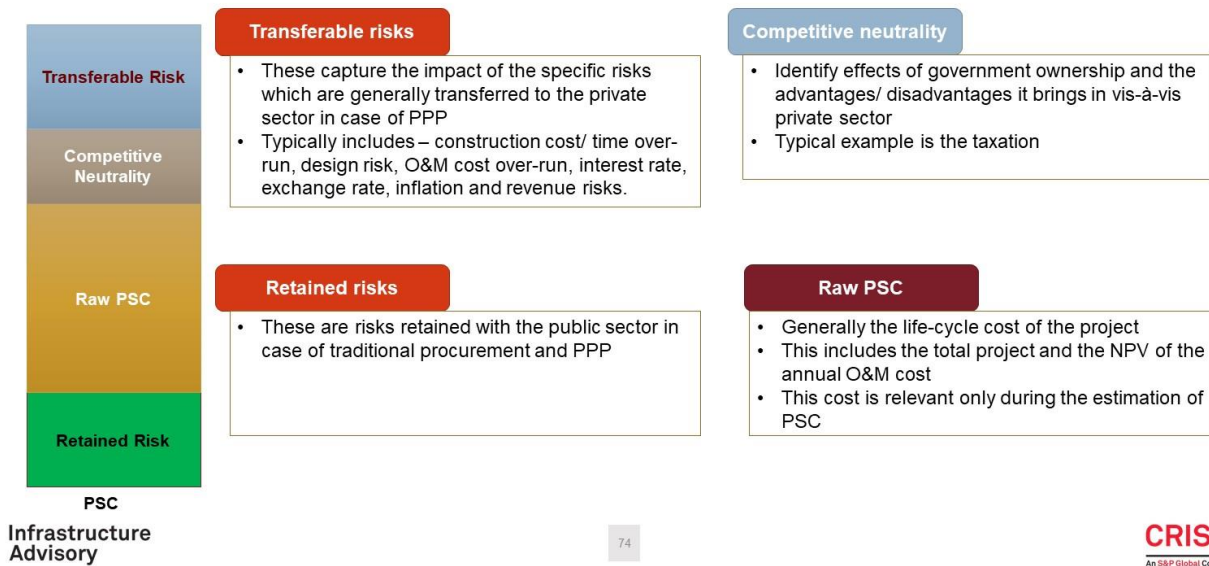 Transferable Risk
Competitive
Neutrality
Raw PSC
Retained Risk
PSC
Transferable risks
• These capture the impact of the specific risks
which are generally transferred to the private
sector in case of PPP
• Typically includes – construction cost/ time over-
run, design risk, O&M cost over-run, interest rate,
exchange rate, inflation and revenue risks.
Competitive neutrality
• Identify effects of government ownership and the
advantages/ disadvantages it brings in vis-à-vis
private sector
• Typical example is the taxation
Retained risks
• These are risks retained with the public sector in
case of traditional procurement and PPP
Raw PSC
• Generally the life-cycle cost of the project
• This includes the total project and the NPV of the
annual O&M cost
• This cost is relevant only during the estimation of
PSC
Infrastructure
Advisory
74
CRIS
An S&P Global Co